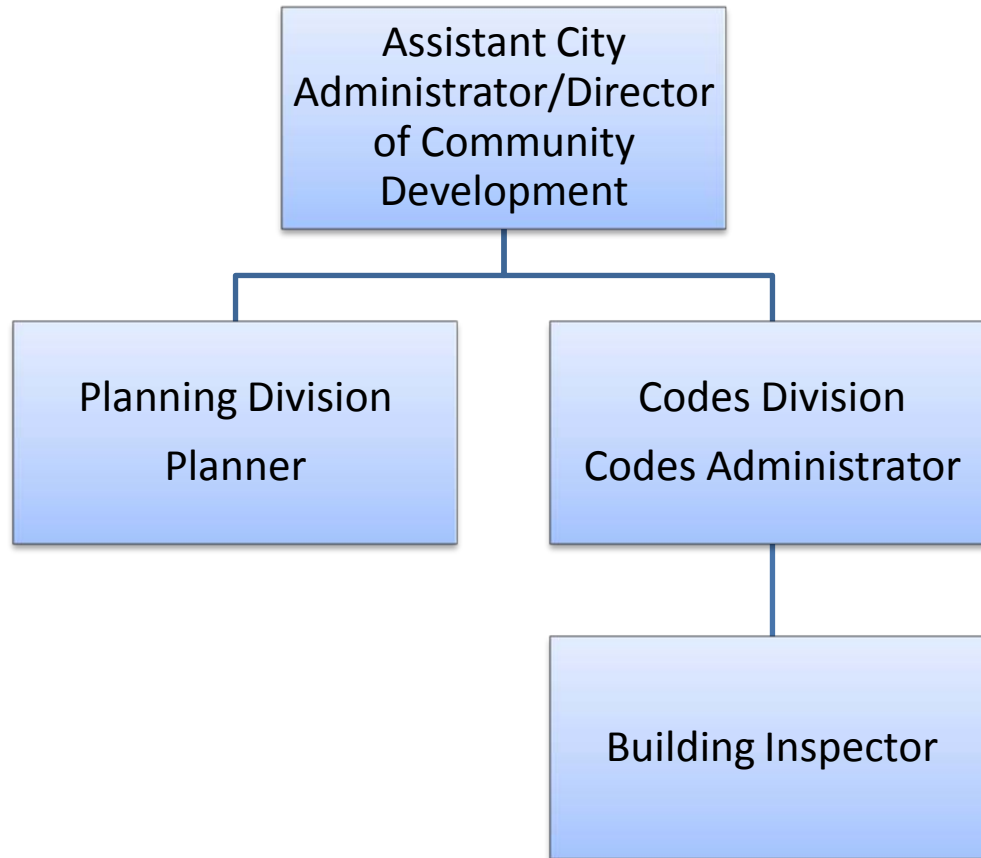 Assistant City
Administrator/Director
of Community
Development
Planning Division
Planner
Codes Division
Codes Administrator
Building Inspector